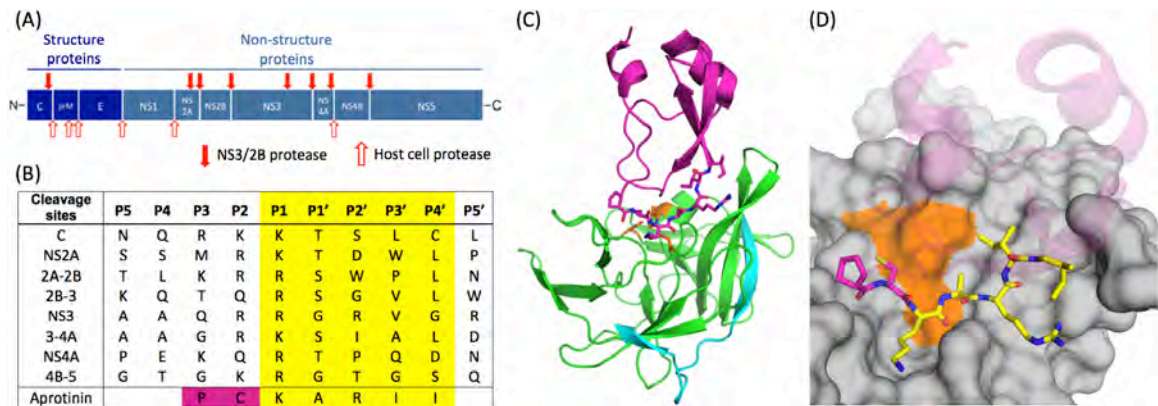 (A)
Structure proteins
Non-structure proteins
N- C prM E NS1 NS 2A NS2B NS3 NS 4A NS4B NS5 -C
NS3/2B protease
Host cell protease
(B)
Cleavage sites P5 P4 P3 P2 P1 P1’ P2’ P3’ P4’ P5’
C N Q R K K T S L C L
NS2A S S M R K T D W L P
2A-2B T L K R R S W P L N
2B-3 K Q T Q R S G V L W
NS3 A A Q R R G R V G R
3-4A A A G R K S I A L D
NS4A P E K Q R T P Q D N
4B-5 G T G K R G T G S Q
Aprotinin P C K A R I I
(C)
(D)